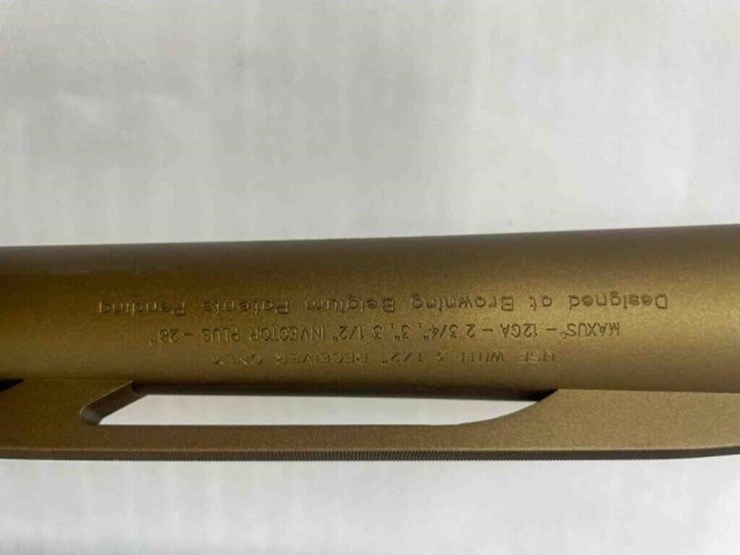 USE WITH 3 1/2" RECEIVER ONLY
MAXUS™ - 12GA - 2 3/4", 3", 3 1/2" INVECTOR PLUS - 28"
Designed at Browning Belgium Patents Pending